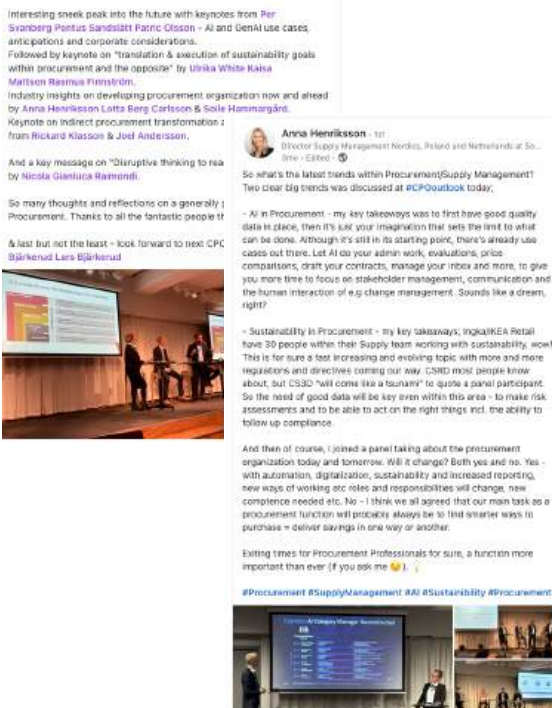 Interesting sneek peak into the future with keynotes from Per
Svanberg Pontus Sandslätt Patric Olsson - AI and GenAI use cases,
anticipations and corporate considerations.
Followed by keynote on "translation & execution of sustainability goals
within procurement and the opposite" by Ulrika White Kaisa
Mattson Rasmus Finnström.
Industry Insights on developing procurement organization now and ahead
by Anna Henriksson Lotta Berg Carlsson & Soile Hammargård.
Keynote on Indirect procurement transformation
from Rickard Klasson & Joel Andersson.
And a key message on "Disruptive thinking to rea
by Nicola Gianluca Raimondi.
So many thoughts and reflections on a generally
Procurement. Thanks to all the fantastic people th
& last but not the least - look forward to next CPO
Bjärkerud Lars Bjärkerud
Anna Henriksson · 1st
Director Supply Management Nordics, Poland and Netherlands at So...
9mo · Edited ·
So what's the latest trends within Procurement/Supply Management?
Two clear big trends was discussed at #CPOoutlook today;
- AI in Procurement - my key takeaways was to first have good quality
data in place, then it's just your imagination that sets the limit to what
can be done. Although it's still in its starting point, there's already use
cases out there. Let AI do your admin work, evaluations, price
comparisons, draft your contracts, manage your inbox and more, to give
you more time to focus on stakeholder management, communication and
the human interaction of e.g change management. Sounds like a dream,
right?
- Sustainability in Procurement - my key takeaways; Ingka/IKEA Retail
have 30 people within their Supply team working with sustainability, wow!
This is for sure a fast increasing and evolving topic with more and more
regulations and directives coming our way. CSRD most people know
about, but CS3D "will come like a tsunami" to quote a panel participant.
So the need of good data will be key even within this area - to make risk
assessments and to be able to act on the right things incl. the ability to
follow up compliance.
And then of course, I joined a panel taking about the procurement
organization today and tomorrow. Will it change? Both yes and no. Yes -
with automation, digitalization, sustainability and increased reporting,
new ways of working etc roles and responsibilities will change, new
comptence needed etc. No - I think we all agreed that our main task as a
procurement function will probably always be to find smarter ways to
purchase = deliver savings in one way or another.
Exiting times for Procurement Professionals for sure, a function more
important than ever (if you ask me 😉).
#Procurement #SupplyManagement #AI #Sustainibility #Procurement
AI Category Manager